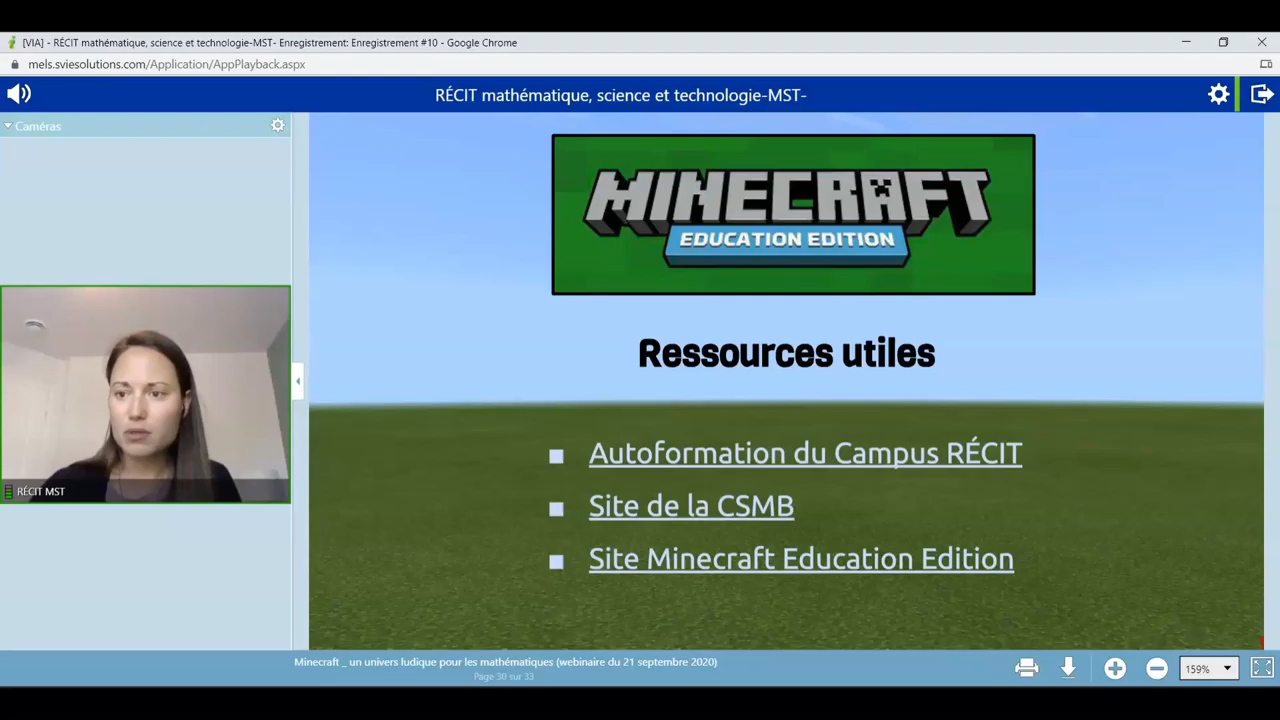 [VIA] - RÉCIT mathématique, science et technologie-MST- Enregistrement: Enregistrement #10 - Google Chrome
mels.sviesolutions.com/Application/AppPlayback.aspx
RÉCIT mathématique, science et technologie-MST-
Caméras
MINECRAFT
EDUCATION EDITION
Ressources utiles
RÉCIT MST
■ Autoformation du Campus RÉCIT
■ Site de la CSMB
■ Site Minecraft Education Edition
Minecraft _ un univers ludique pour les mathématiques (webinaire du 21 septembre 2020)
Page 30 sur 33
159%